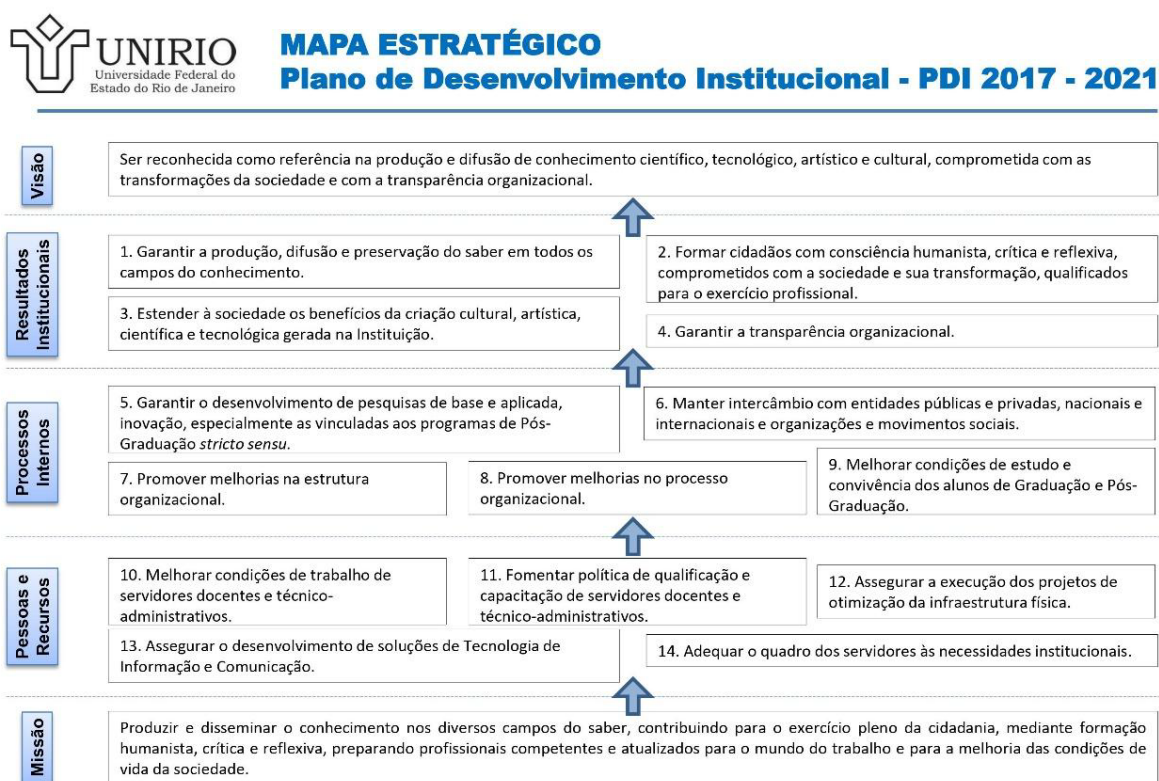 UNIRIO
Universidade Federal do
Estado do Rio de Janeiro
MAPA ESTRATÉGICO
Plano de Desenvolvimento Institucional - PDI 2017 - 2021
Visão
Ser reconhecida como referência na produção e difusão de conhecimento científico, tecnológico, artístico e cultural, comprometida com as
transformações da sociedade e com a transparência organizacional.
Resultados
Institucionais
1. Garantir a produção, difusão e preservação do saber em todos os
campos do conhecimento.
2. Formar cidadãos com consciência humanista, crítica e reflexiva,
comprometidos com a sociedade e sua transformação, qualificados
para o exercício profissional.
3. Estender à sociedade os benefícios da criação cultural, artística,
científica e tecnológica gerada na Instituição.
4. Garantir a transparência organizacional.
Processos
Internos
5. Garantir o desenvolvimento de pesquisas de base e aplicada,
inovação, especialmente as vinculadas aos programas de Pós-
Graduação stricto sensu.
6. Manter intercâmbio com entidades públicas e privadas, nacionais e
internacionais e organizações e movimentos sociais.
7. Promover melhorias na estrutura
organizacional.
8. Promover melhorias no processo
organizacional.
9. Melhorar condições de estudo e
convivência dos alunos de Graduação e Pós-
Graduação.
Pessoas e
Recursos
10. Melhorar condições de trabalho de
servidores docentes e técnico-
administrativos.
11. Fomentar política de qualificação e
capacitação de servidores docentes e
técnico-administrativos.
12. Assegurar a execução dos projetos de
otimização da infraestrutura física.
13. Assegurar o desenvolvimento de soluções de Tecnologia de
Informação e Comunicação.
14. Adequar o quadro dos servidores às necessidades institucionais.
Missão
Produzir e disseminar o conhecimento nos diversos campos do saber, contribuindo para o exercício pleno da cidadania, mediante formação
humanista, crítica e reflexiva, preparando profissionais competentes e atualizados para o mundo do trabalho e para a melhoria das condições de
vida da sociedade.